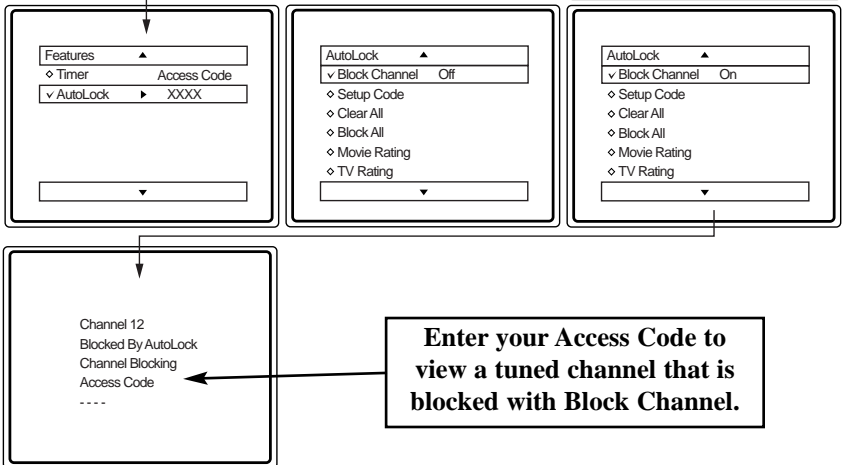 Features
Timer Access Code
AutoLock XXXX
AutoLock
Block Channel Off
Setup Code
Clear All
Block All
Movie Rating
TV Rating
AutoLock
Block Channel On
Setup Code
Clear All
Block All
Movie Rating
TV Rating
Channel 12
Blocked By AutoLock
Channel Blocking
Access Code
- - - -
Enter your Access Code to
view a tuned channel that is
blocked with Block Channel.